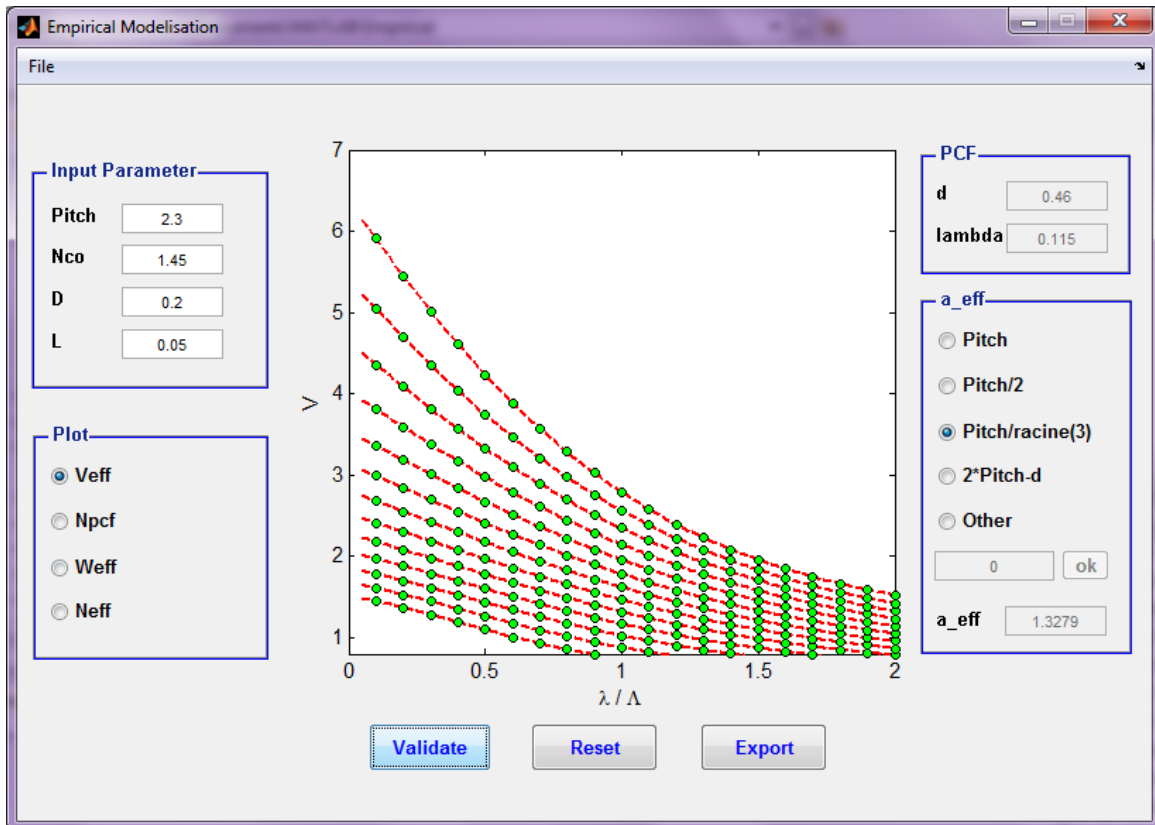 Empirical Modelisation
File
Input Parameter
Pitch 2.3
Nco 1.45
D 0.2
L 0.05
Plot
Veff
Npcf
Weff
Neff
7
6
5
4
3
2
1
V
0 0.5 1 1.5 2
λ / Λ
Validate Reset Export
PCF
d 0.46
lambda 0.115
a_eff
Pitch
Pitch/2
Pitch/racine(3)
2*Pitch-d
Other
0 ok
a_eff 1.3279